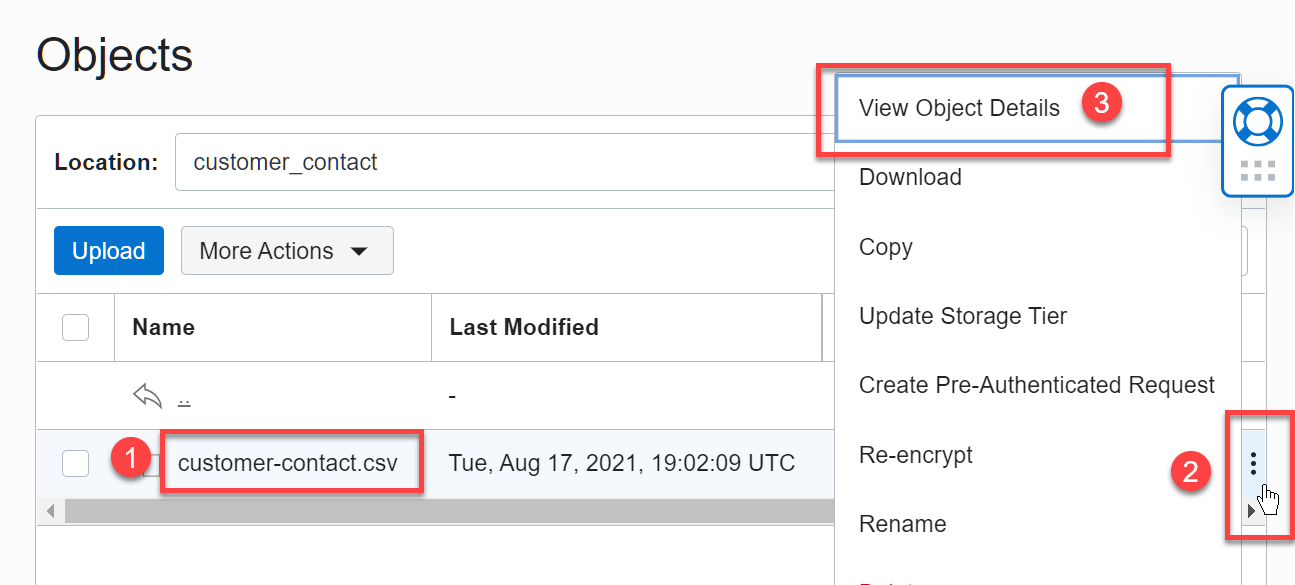 Objects
View Object Details 3
Location: customer_contact
Download
Upload More Actions
Copy
Update Storage Tier
Name Last Modified
Create Pre-Authenticated Request
.. -
1 customer-contact.csv Tue, Aug 17, 2021, 19:02:09 UTC
Re-encrypt
2
Rename